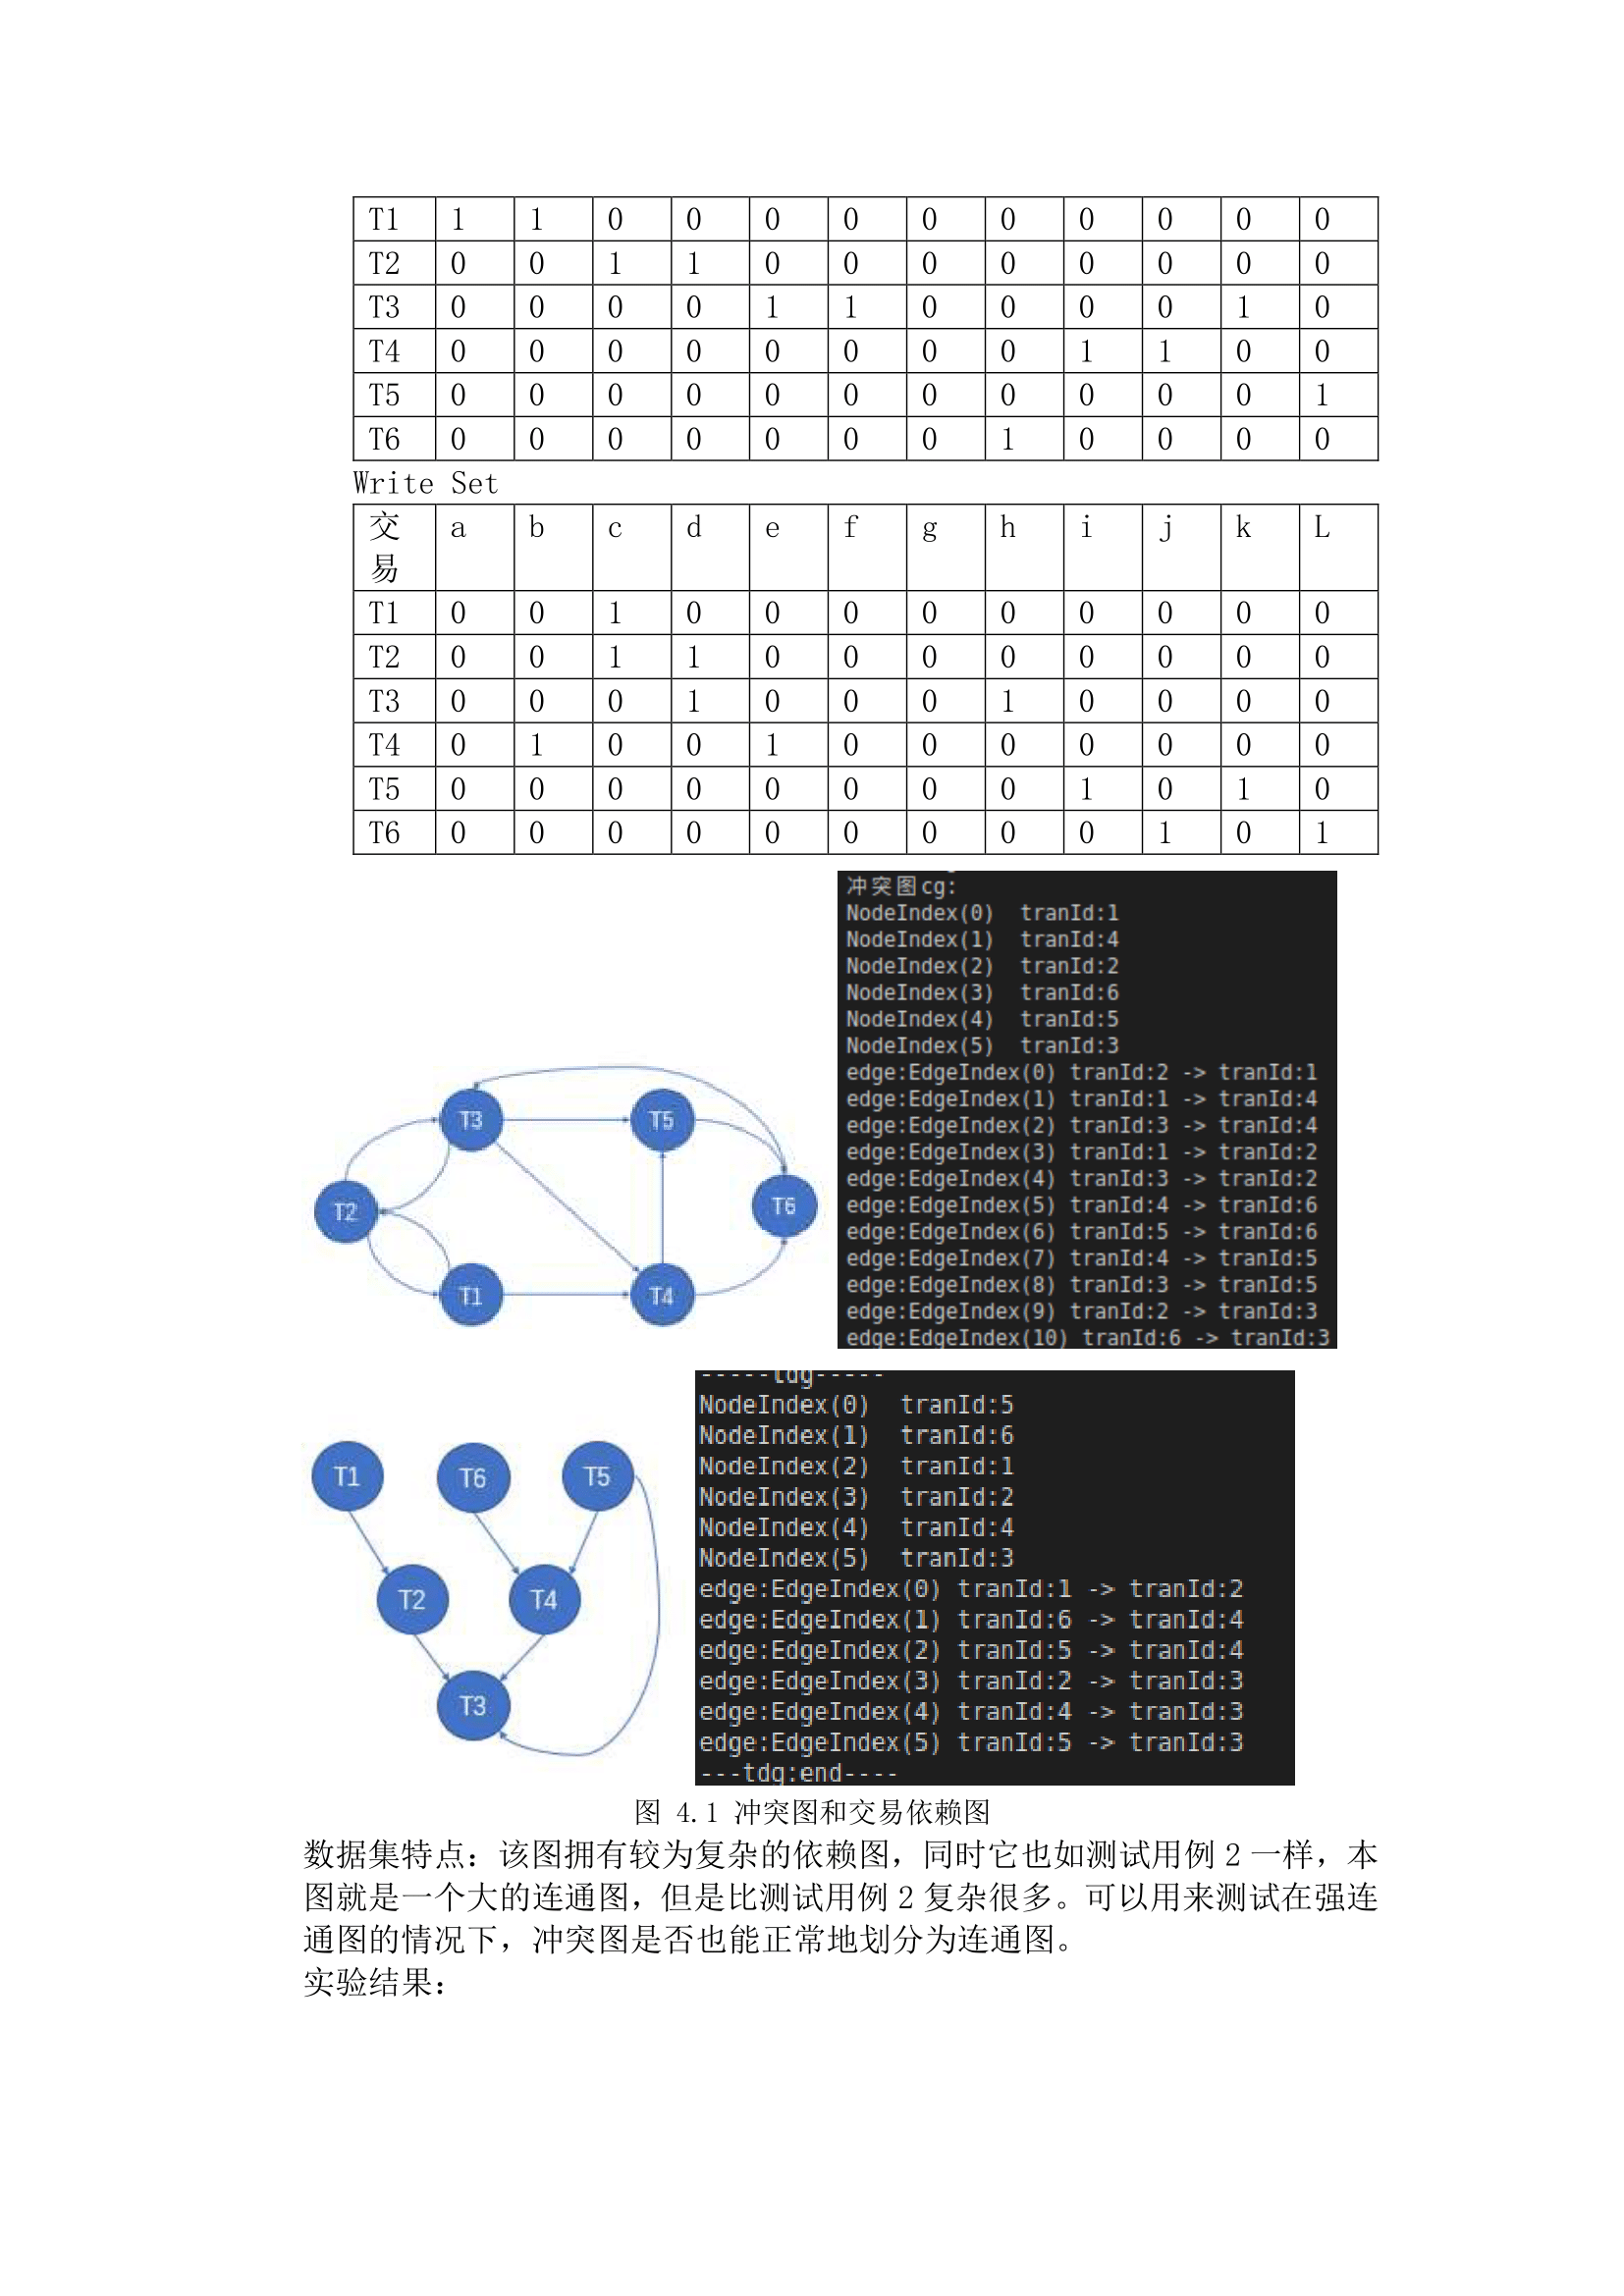 T1 1 1 0 0 0 0 0 0 0 0 0 0
T2 0 0 1 1 0 0 0 0 0 0 0 0
T3 0 0 0 0 1 1 0 0 0 0 1 0
T4 0 0 0 0 0 0 0 0 1 1 0 0
T5 0 0 0 0 0 0 0 0 0 0 0 1
T6 0 0 0 0 0 0 0 1 0 0 0 0
Write Set
交易 a b c d e f g h i j k L
T1 0 0 1 0 0 0 0 0 0 0 0 0
T2 0 0 1 1 0 0 0 0 0 0 0 0
T3 0 0 0 1 0 0 0 1 0 0 0 0
T4 0 1 0 0 1 0 0 0 0 0 0 0
T5 0 0 0 0 0 0 0 0 1 0 1 0
T6 0 0 0 0 0 0 0 0 0 1 0 1
T3
T5
T2
T6
T1
T4
冲突图cg:
NodeIndex(0) tranId:1
NodeIndex(1) tranId:4
NodeIndex(2) tranId:2
NodeIndex(3) tranId:6
NodeIndex(4) tranId:5
NodeIndex(5) tranId:3
edge:EdgeIndex(0) tranId:2 -> tranId:1
edge:EdgeIndex(1) tranId:1 -> tranId:4
edge:EdgeIndex(2) tranId:3 -> tranId:4
edge:EdgeIndex(3) tranId:1 -> tranId:2
edge:EdgeIndex(4) tranId:3 -> tranId:2
edge:EdgeIndex(5) tranId:4 -> tranId:6
edge:EdgeIndex(6) tranId:5 -> tranId:6
edge:EdgeIndex(7) tranId:4 -> tranId:5
edge:EdgeIndex(8) tranId:3 -> tranId:5
edge:EdgeIndex(9) tranId:2 -> tranId:3
edge:EdgeIndex(10) tranId:6 -> tranId:3
T1
T6
T5
T2
T4
T3
-----tdg-----
NodeIndex(0) tranId:5
NodeIndex(1) tranId:6
NodeIndex(2) tranId:1
NodeIndex(3) tranId:2
NodeIndex(4) tranId:4
NodeIndex(5) tranId:3
edge:EdgeIndex(0) tranId:1 -> tranId:2
edge:EdgeIndex(1) tranId:6 -> tranId:4
edge:EdgeIndex(2) tranId:5 -> tranId:4
edge:EdgeIndex(3) tranId:2 -> tranId:3
edge:EdgeIndex(4) tranId:4 -> tranId:3
edge:EdgeIndex(5) tranId:5 -> tranId:3
---tdg:end----
图 4.1 冲突图和交易依赖图
数据集特点：该图拥有较为复杂的依赖图，同时它也如测试用例 2 一样，本
图就是一个大的连通图，但是比测试用例 2 复杂很多。可以用来测试在强连
通图的情况下，冲突图是否也能正常地划分为连通图。
实验结果：